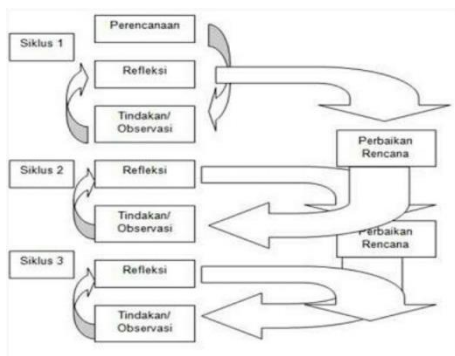 Perencanaan
Siklus 1
Refleksi
Tindakan/
Observasi
Perbaikan
Rencana
Siklus 2
Refleksi
Tindakan/
Observasi
Perbaikan
Rencana
Siklus 3
Refleksi
Tindakan/
Observasi